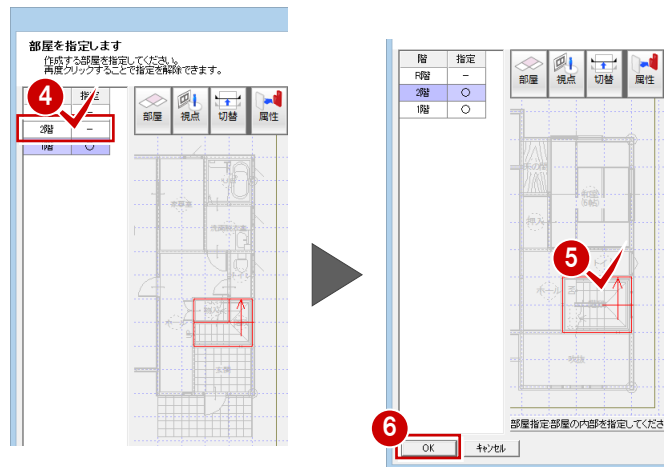 部屋を指定します
作成する部屋を指定してください。
再度クリックすることで指定を解除できます。
4
指定
2階 −
1階 ○
部屋 視点 切替 属性
階 指定
R階 −
2階 ○
1階 ○
部屋 視点 切替 属性
押入
ホール
5
部屋指定:部屋の内部を指定してくださ
6
OK キャンセル